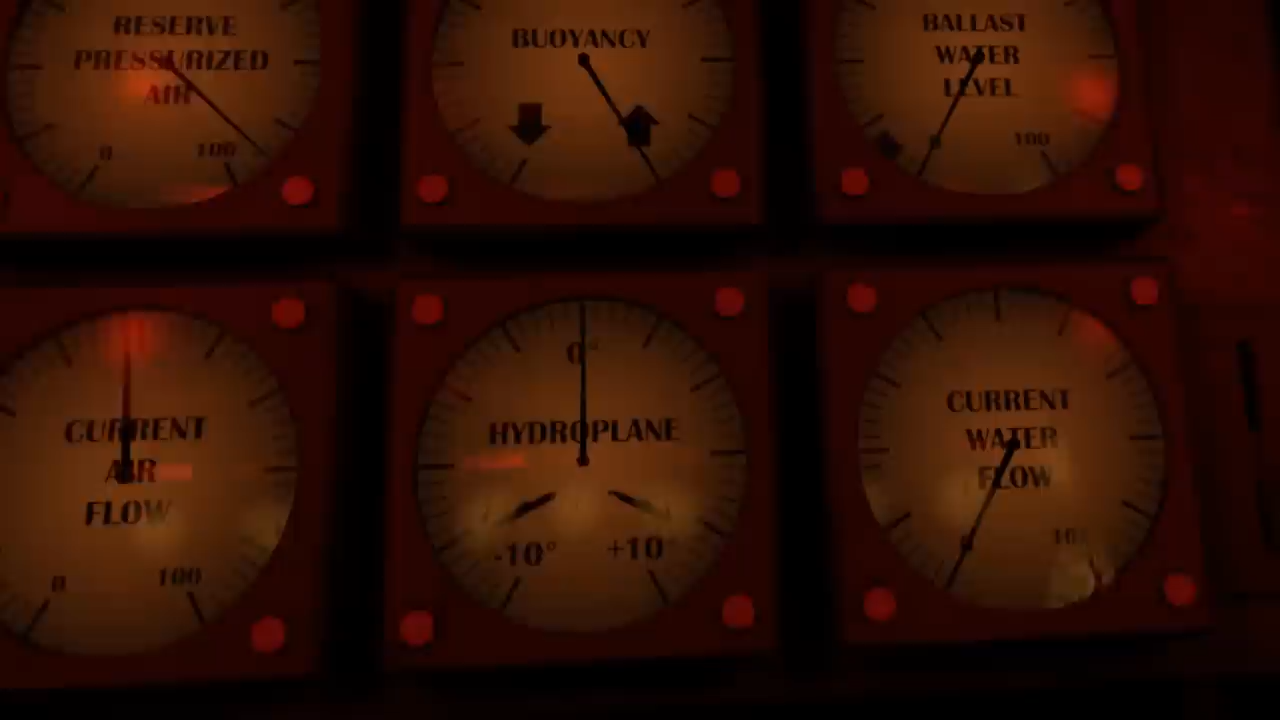 RESERVE
PRESSURIZED
AIR
0 100
BUOYANCY
BALLAST
WATER
LEVEL
100
CURRENT
AIR
FLOW
0 100
0°
HYDROPLANE
-10° +10°
CURRENT
WATER
FLOW